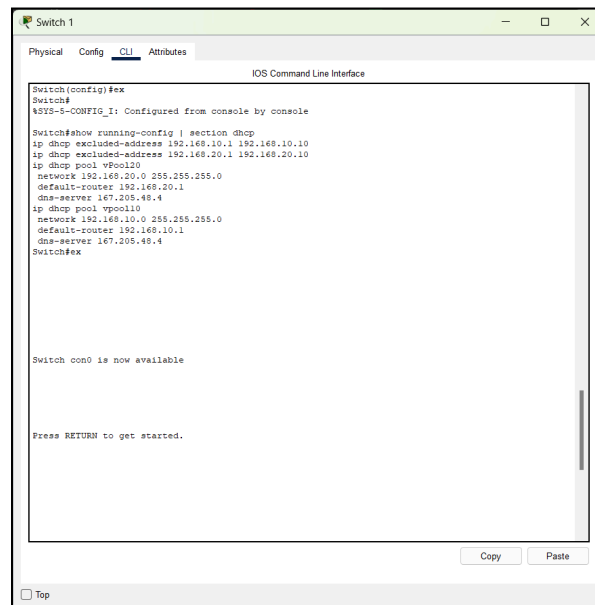 Switch 1
Physical Config CLI Attributes
IOS Command Line Interface
Switch(config)#ex
Switch#
%SYS-5-CONFIG_I: Configured from console by console
Switch#show running-config | section dhcp
ip dhcp excluded-address 192.168.10.1 192.168.10.10
ip dhcp excluded-address 192.168.20.1 192.168.20.10
ip dhcp pool vPool20
network 192.168.20.0 255.255.255.0
default-router 192.168.20.1
dns-server 167.205.48.4
ip dhcp pool vpool10
network 192.168.10.0 255.255.255.0
default-router 192.168.10.1
dns-server 167.205.48.4
Switch#ex
Switch con0 is now available
Press RETURN to get started.
Copy Paste
Top